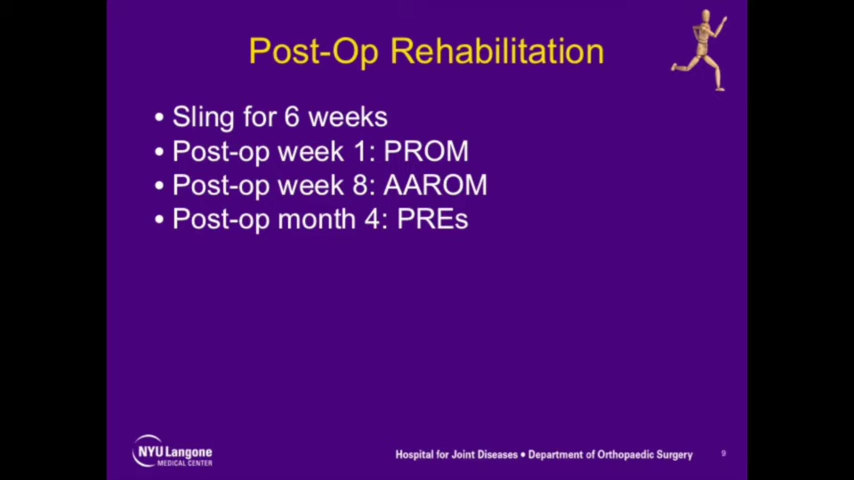 Post-Op Rehabilitation
• Sling for 6 weeks
• Post-op week 1: PROM
• Post-op week 8: AAROM
• Post-op month 4: PREs
NYU Langone
MEDICAL CENTER
Hospital for Joint Diseases • Department of Orthopaedic Surgery
9